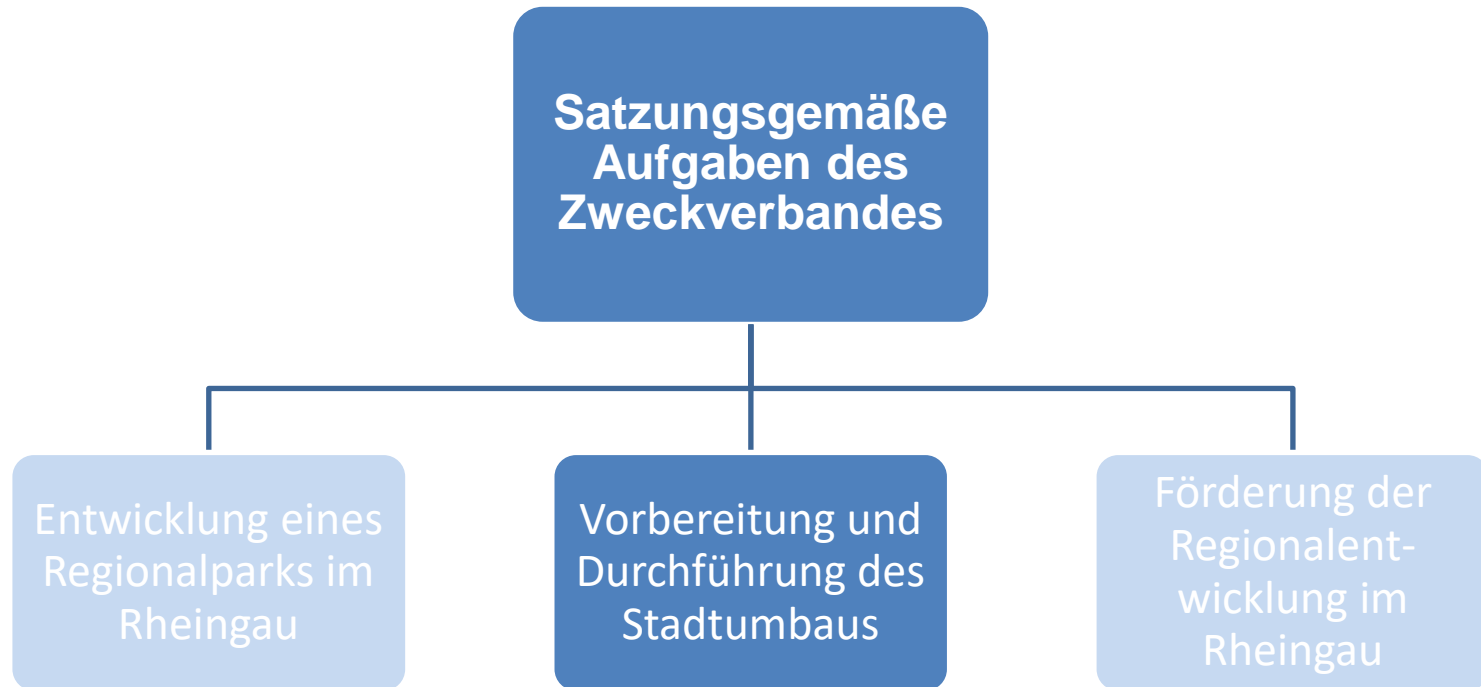 Satzungsgemäße
Aufgaben des
Zweckverbandes
Entwicklung eines
Regionalparks im
Rheingau
Vorbereitung und
Durchführung des
Stadtumbaus
Förderung der
Regionalent-
wicklung im
Rheingau